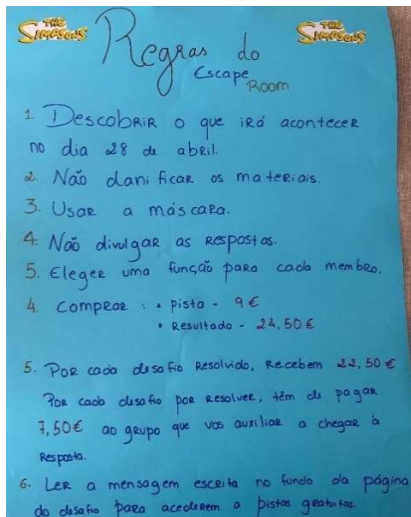 THE SIMPSONS
THE SIMPSONS
Regras do
Escape Room
1. Descobrir o que irá acontecer
no dia 28 de abril.
2. Não danificar os materiais.
3. Usar a máscara.
4. Não divulgar as respostas.
5. Eleger uma função para cada membro.
4. Comprar : • pista - 9 €
• Resultado - 24,50 €
5. Por cada desafio resolvido, recebem 22,50 €
Por cada desafio por resolver, têm de pagar
7,50 € ao grupo que vos auxiliar a chegar à
resposta.
6. Ler a mensagem escrita no fundo da página
do desafio para acederem a pistas gratuitas.